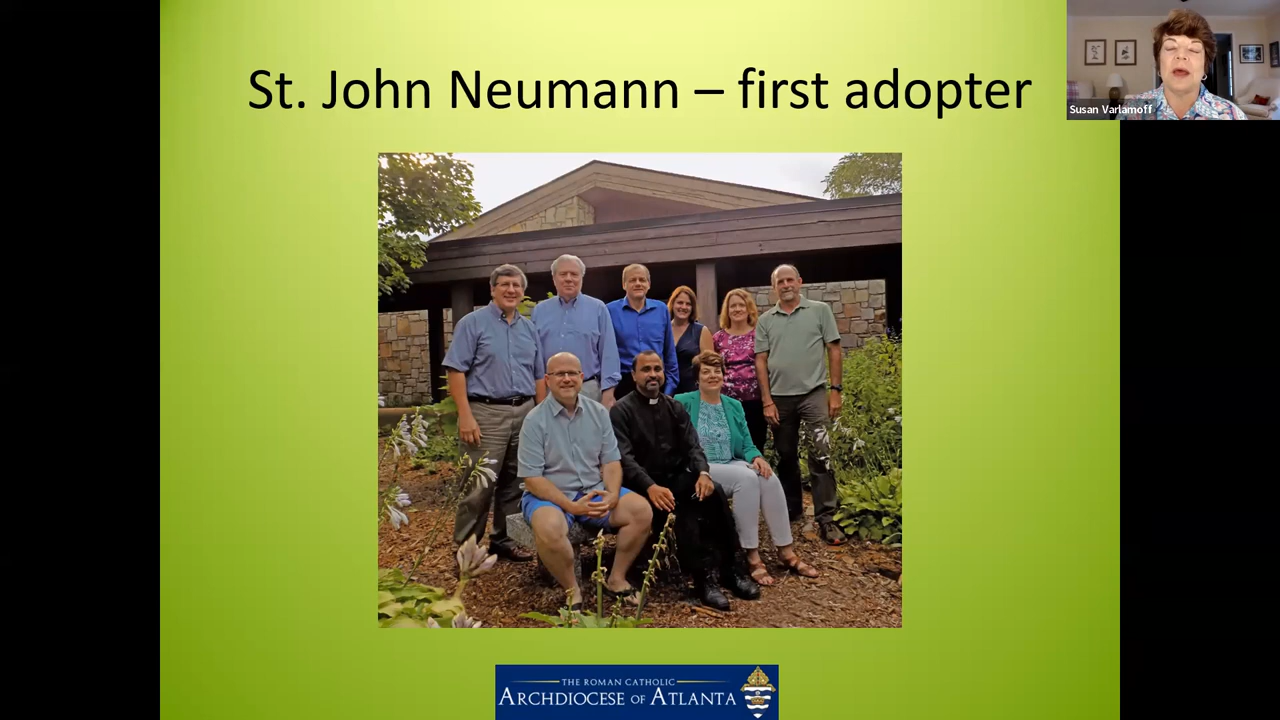 St. John Neumann – first adopter
Susan Varlamoff
THE ROMAN CATHOLIC
ARCHDIOCESE OF ATLANTA